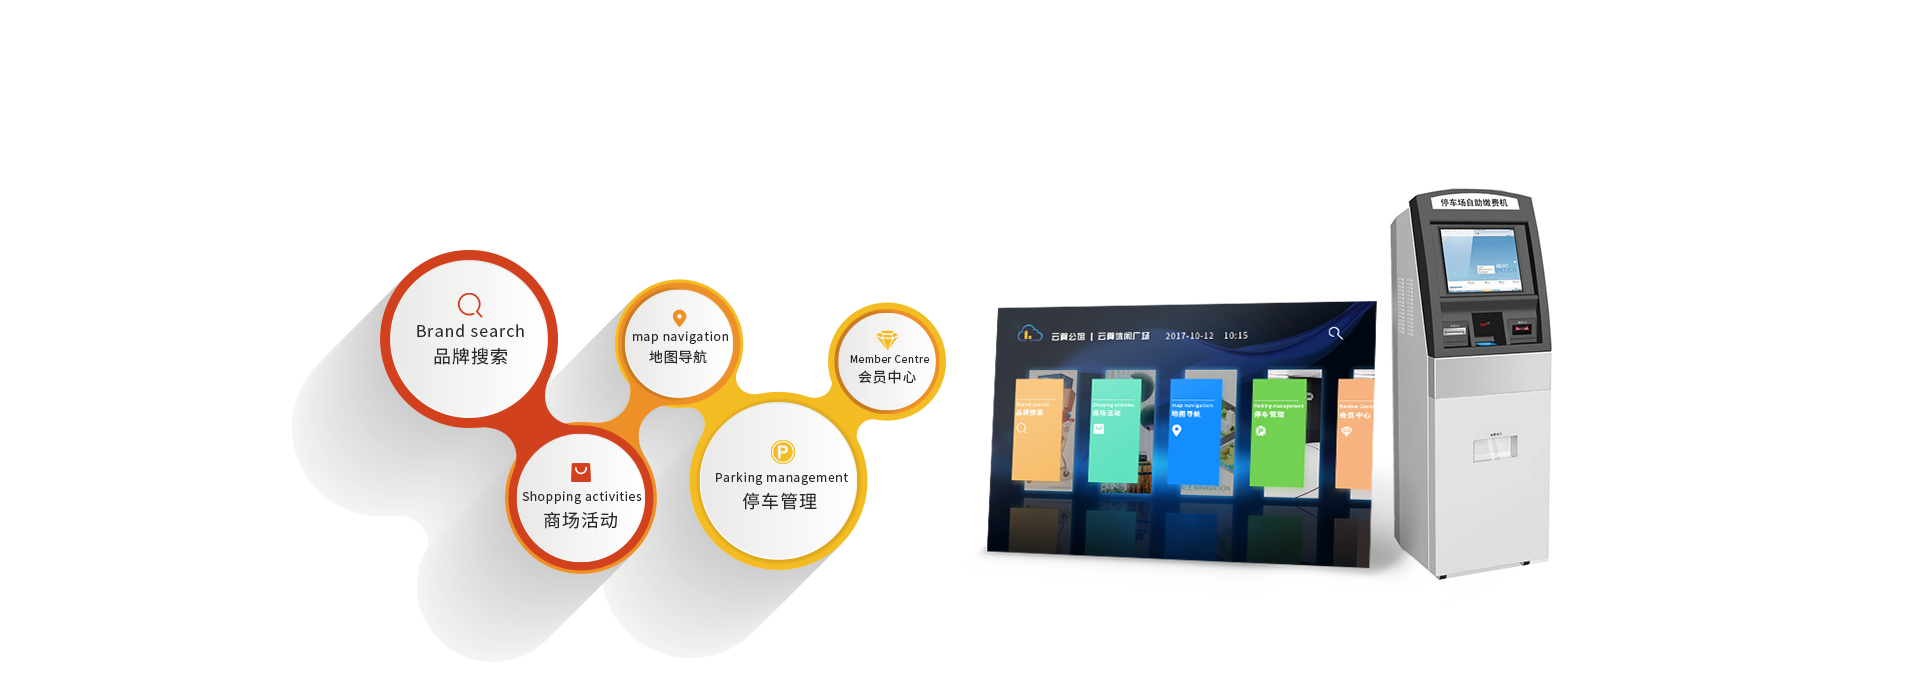 Brand search
品牌搜索
map navigation
地图导航
Member Centre
会员中心
Shopping activities
商场活动
Parking management
停车管理
云算公馆 | 云算休闲广场 2017-10-12 10:15
Brand search
品牌搜索
Shopping activities
商场活动
map navigation
地图导航
Parking management
停车管理
Member Centr
会员中心
停车场自助缴费机